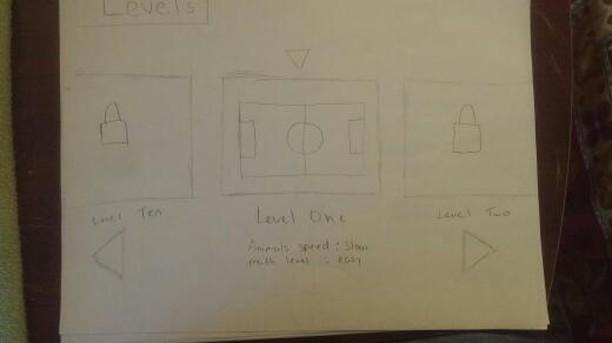 Levels
Level Ten
Level One
Level Two
Animals speed : Slow
math level : easy